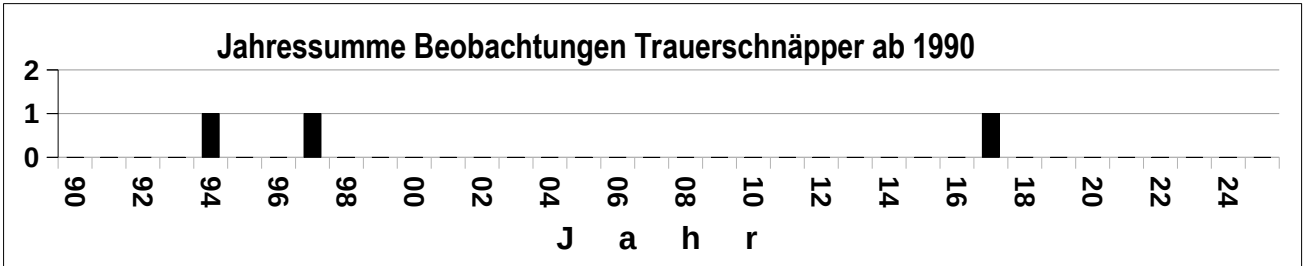 Jahressumme Beobachtungen Trauerschnäpper ab 1990
2
1
0
90 92 94 96 98 00 02 04 06 08 10 12 14 16 18 20 22 24
J a h r